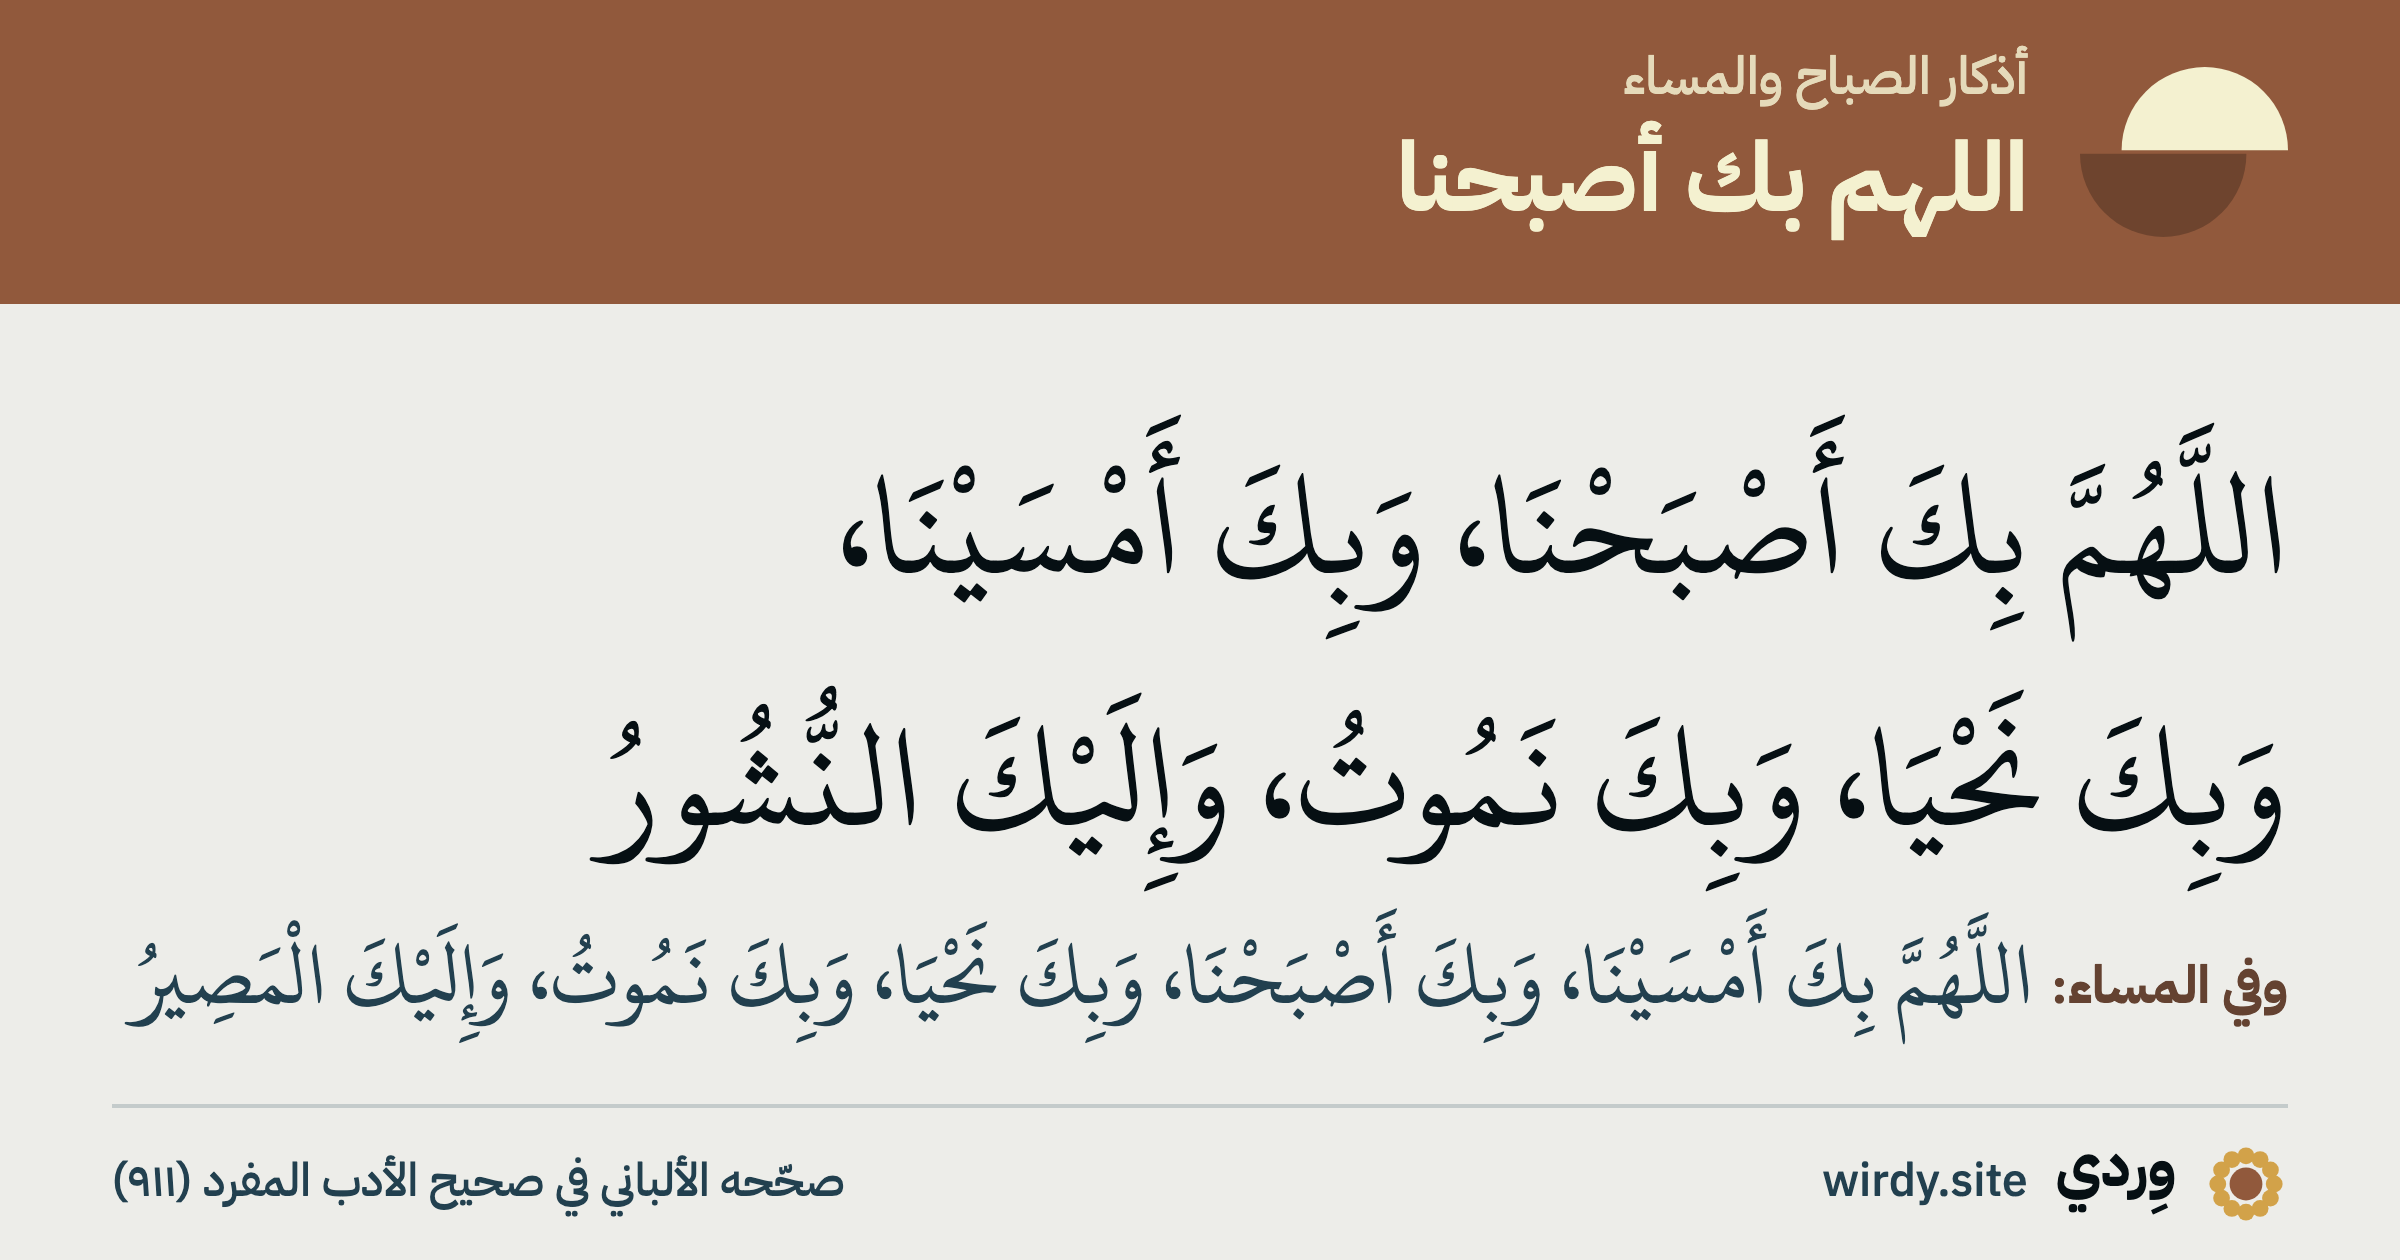 أذكار الصباح والمساء
اللهم بك أصبحنا
اللَّهُمَّ بِكَ أَصْبَحْنَا، وَبِكَ أَمْسَيْنَا،
وَبِكَ نَحْيَا، وَبِكَ نَمُوتُ، وَإِلَيْكَ النُّشُورُ
وفي المساء: اللَّهُمَّ بِكَ أَمْسَيْنَا، وَبِكَ أَصْبَحْنَا، وَبِكَ نَحْيَا، وَبِكَ نَمُوتُ، وَإِلَيْكَ الْمَصِيرُ
وِردي wirdy.site
صحّحه الألباني في صحيح الأدب المفرد (٩١١)